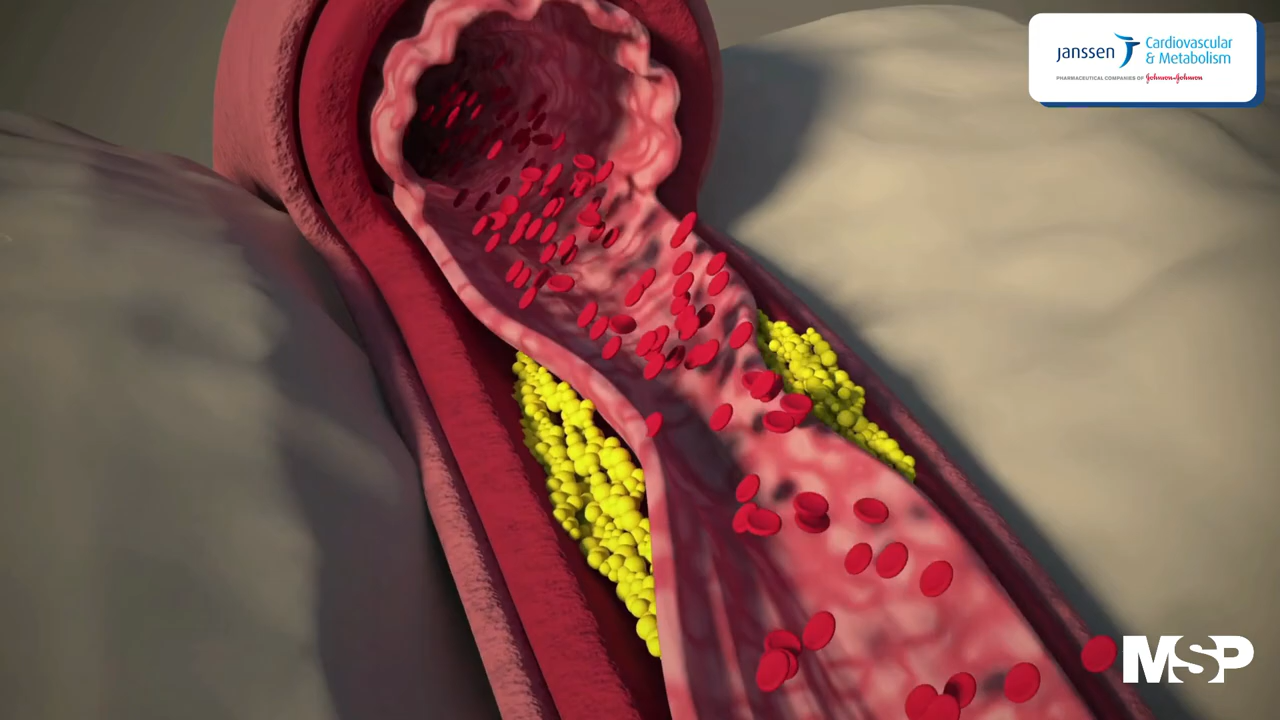 Janssen
Cardiovascular
& Metabolism
PHARMACEUTICAL COMPANIES OF Johnson & Johnson
MSP